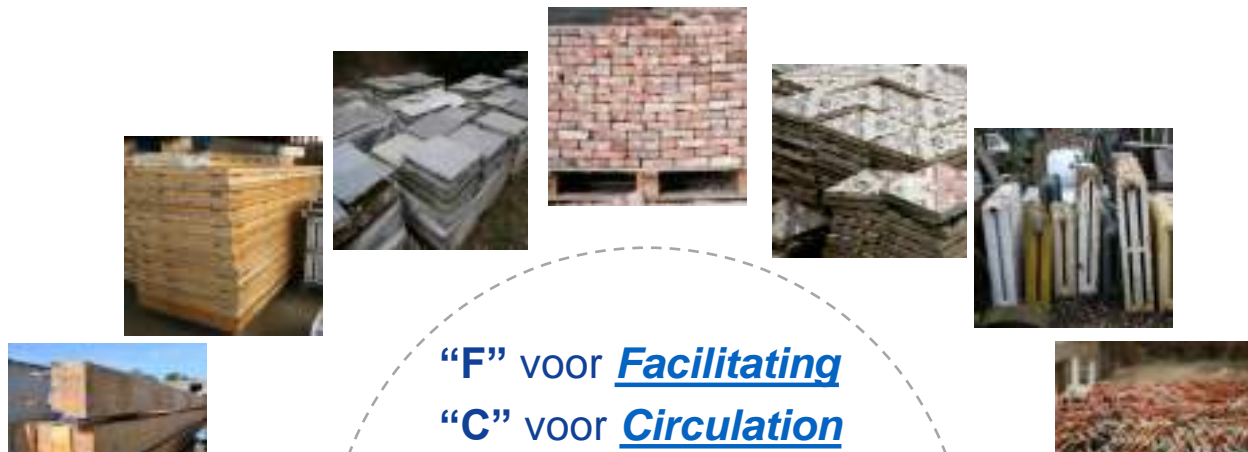 “F” voor Facilitating
“C” voor Circulation